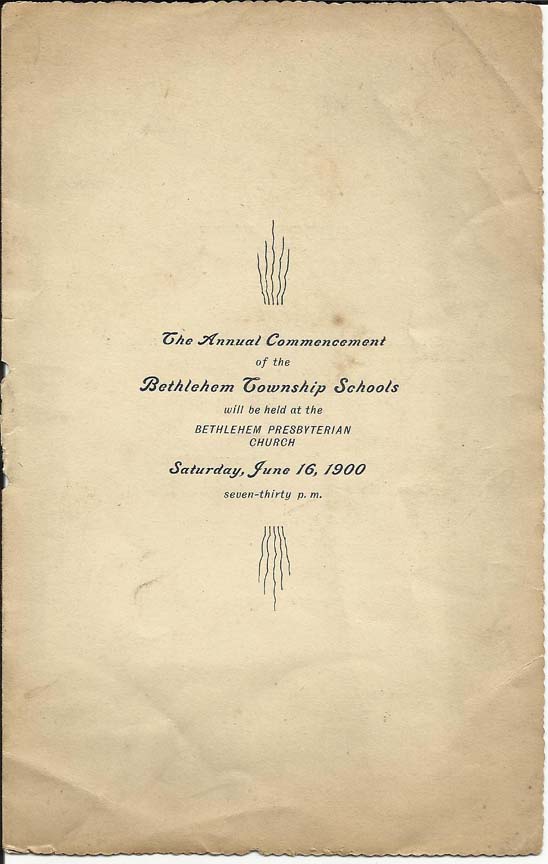 The Annual Commencement
of the
Bethlehem Township Schools
will be held at the
BETHLEHEM PRESBYTERIAN
CHURCH
Saturday, June 16, 1900
seven-thirty p. m.